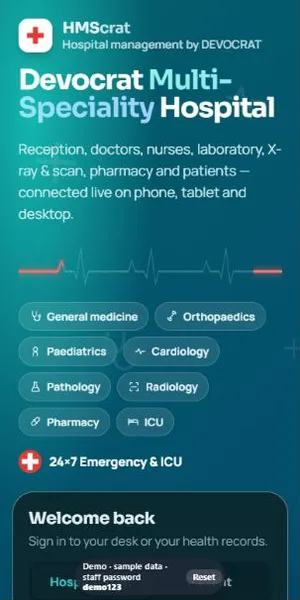 HMScrat
Hospital management by DEVOCRAT
Devocrat Multi-
Speciality Hospital
Reception, doctors, nurses, laboratory, X-
ray & scan, pharmacy and patients —
connected live on phone, tablet and
desktop.
General medicine
Orthopaedics
Paediatrics
Cardiology
Pathology
Radiology
Pharmacy
ICU
24×7 Emergency & ICU
Welcome back
Sign in to your desk or your health records.
Demo · sample data ·
staff password
demo123
Reset